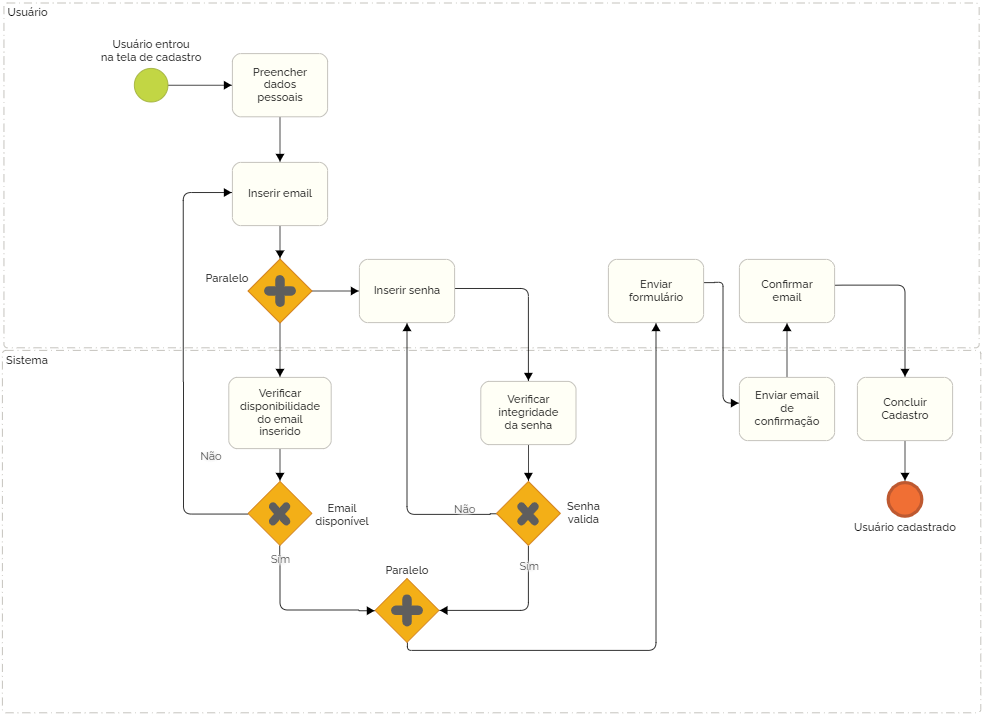 Usuário
Usuário entrou
na tela de cadastro
Preencher
dados
pessoais
Inserir email
Paralelo
Inserir senha
Enviar
formulário
Confirmar
email
Sistema
Verificar
disponibilidade
do email
inserido
Verificar
integridade
da senha
Enviar email
de
confirmação
Concluir
Cadastro
Não
Email
disponível
Não
Senha
valida
Usuário cadastrado
Sim
Sim
Paralelo